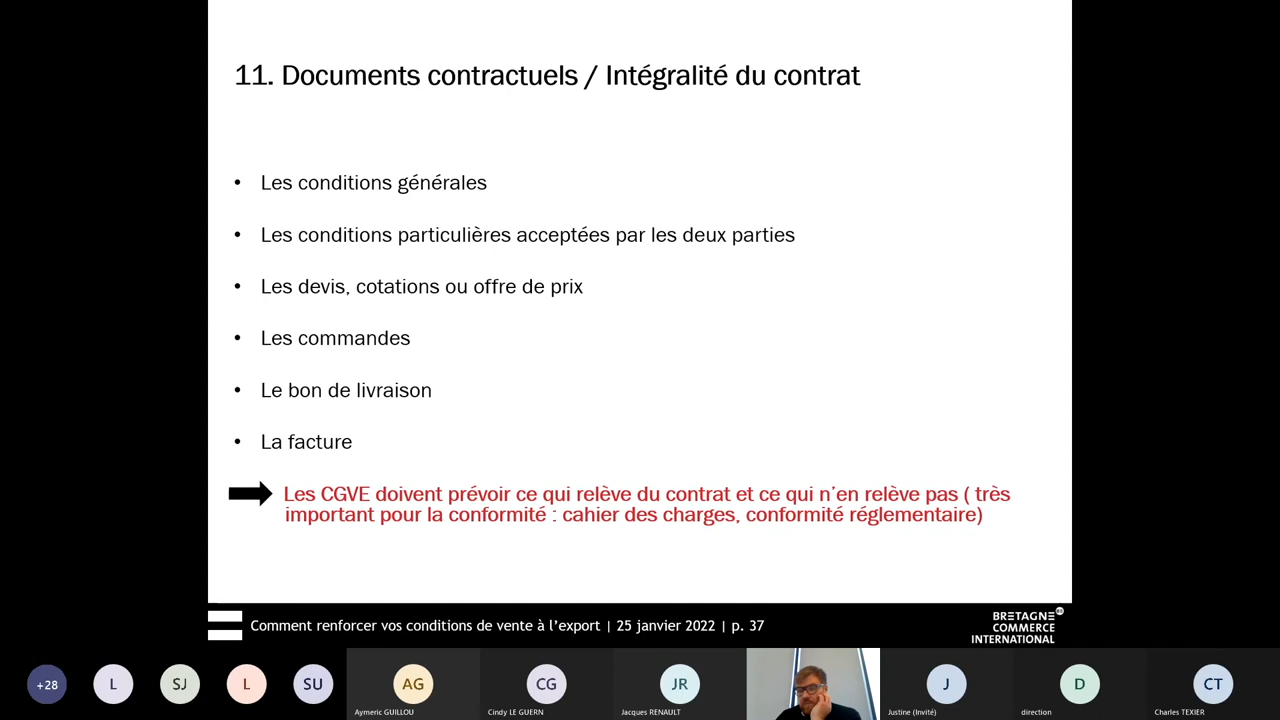 11. Documents contractuels / Intégralité du contrat
• Les conditions générales
• Les conditions particulières acceptées par les deux parties
• Les devis, cotations ou offre de prix
• Les commandes
• Le bon de livraison
• La facture
Les CGVE doivent prévoir ce qui relève du contrat et ce qui n’en relève pas ( très
important pour la conformité : cahier des charges, conformité réglementaire)
Comment renforcer vos conditions de vente à l’export | 25 janvier 2022 | p. 37
BRETAGNE
COMMERCE
INTERNATIONAL
+28
L
SJ
L
SU
AG
CG
JR
J
D
CT
Aymeric GUILLOU
Cindy LE GUERN
Jacques RENAULT
Justine (Invité)
direction
Charles TEXIER